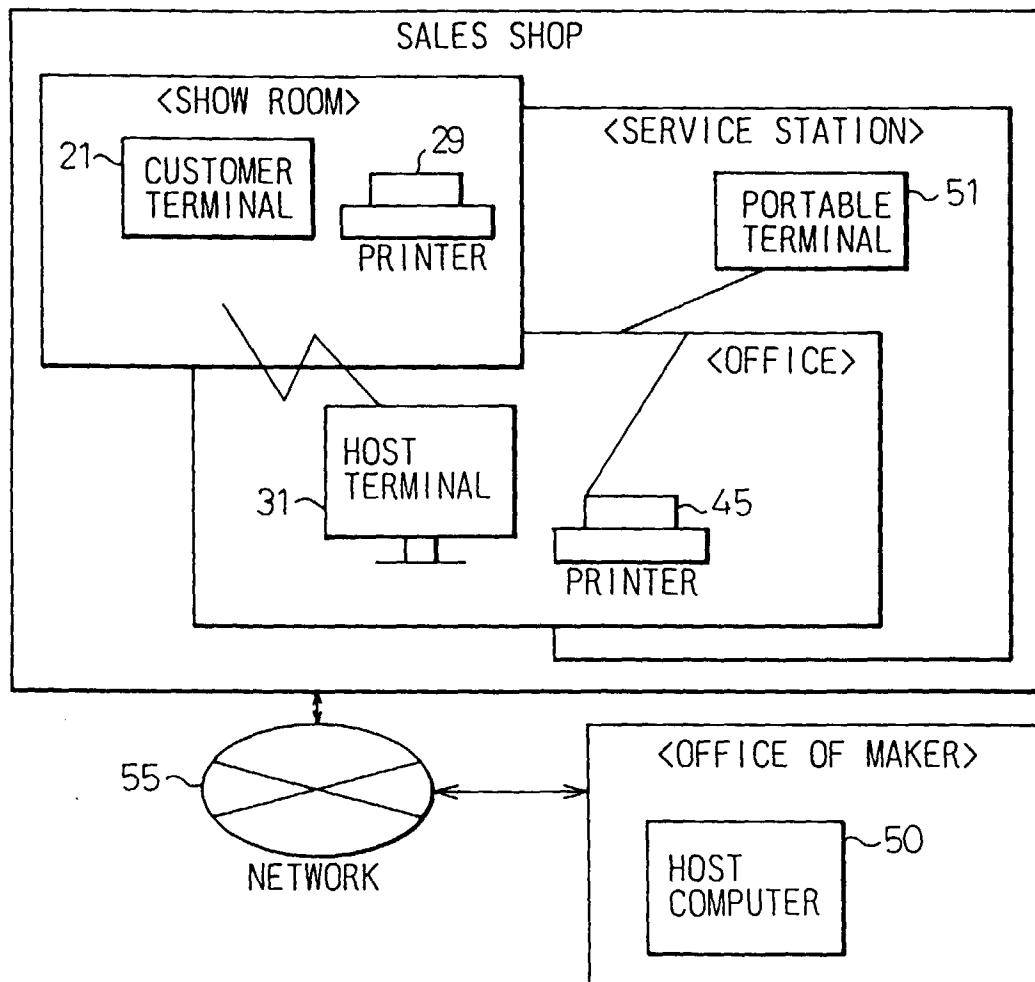 SALES SHOP
<SHOW ROOM>
21
CUSTOMER
TERMINAL
29
PRINTER
<SERVICE STATION>
PORTABLE
TERMINAL
51
<OFFICE>
HOST
TERMINAL
31
45
PRINTER
55
NETWORK
<OFFICE OF MAKER>
HOST
COMPUTER
50